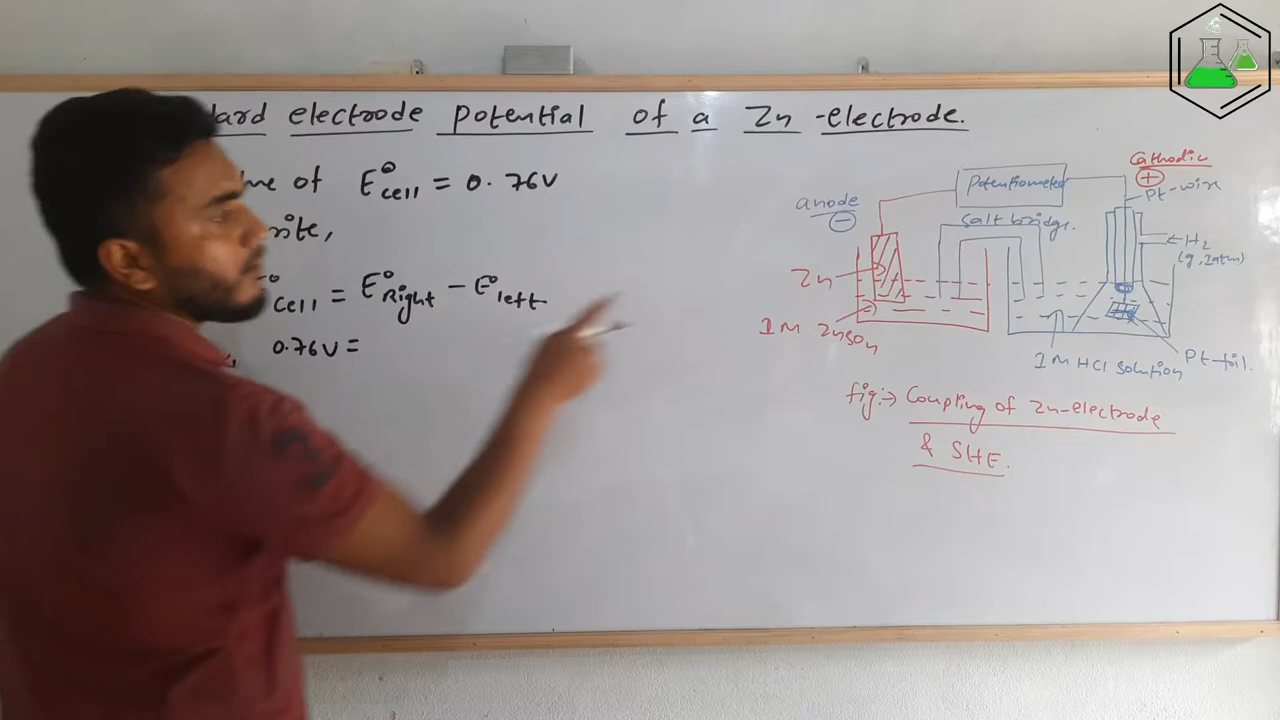 dard electrode potential of a Zn-electrode.
me of E°cell = 0.76V
rite,
E°cell = E°Right - E°left
0.76V =
Cathodic
+
Pt-wire
Potentiometer
anode
-
Salt bridge.
H2
(g, 1atm)
Zn
1M ZnSO4
1M HCl solution
Pt-foil.
fig:→ Coupling of Zn-electrode
& SHE.